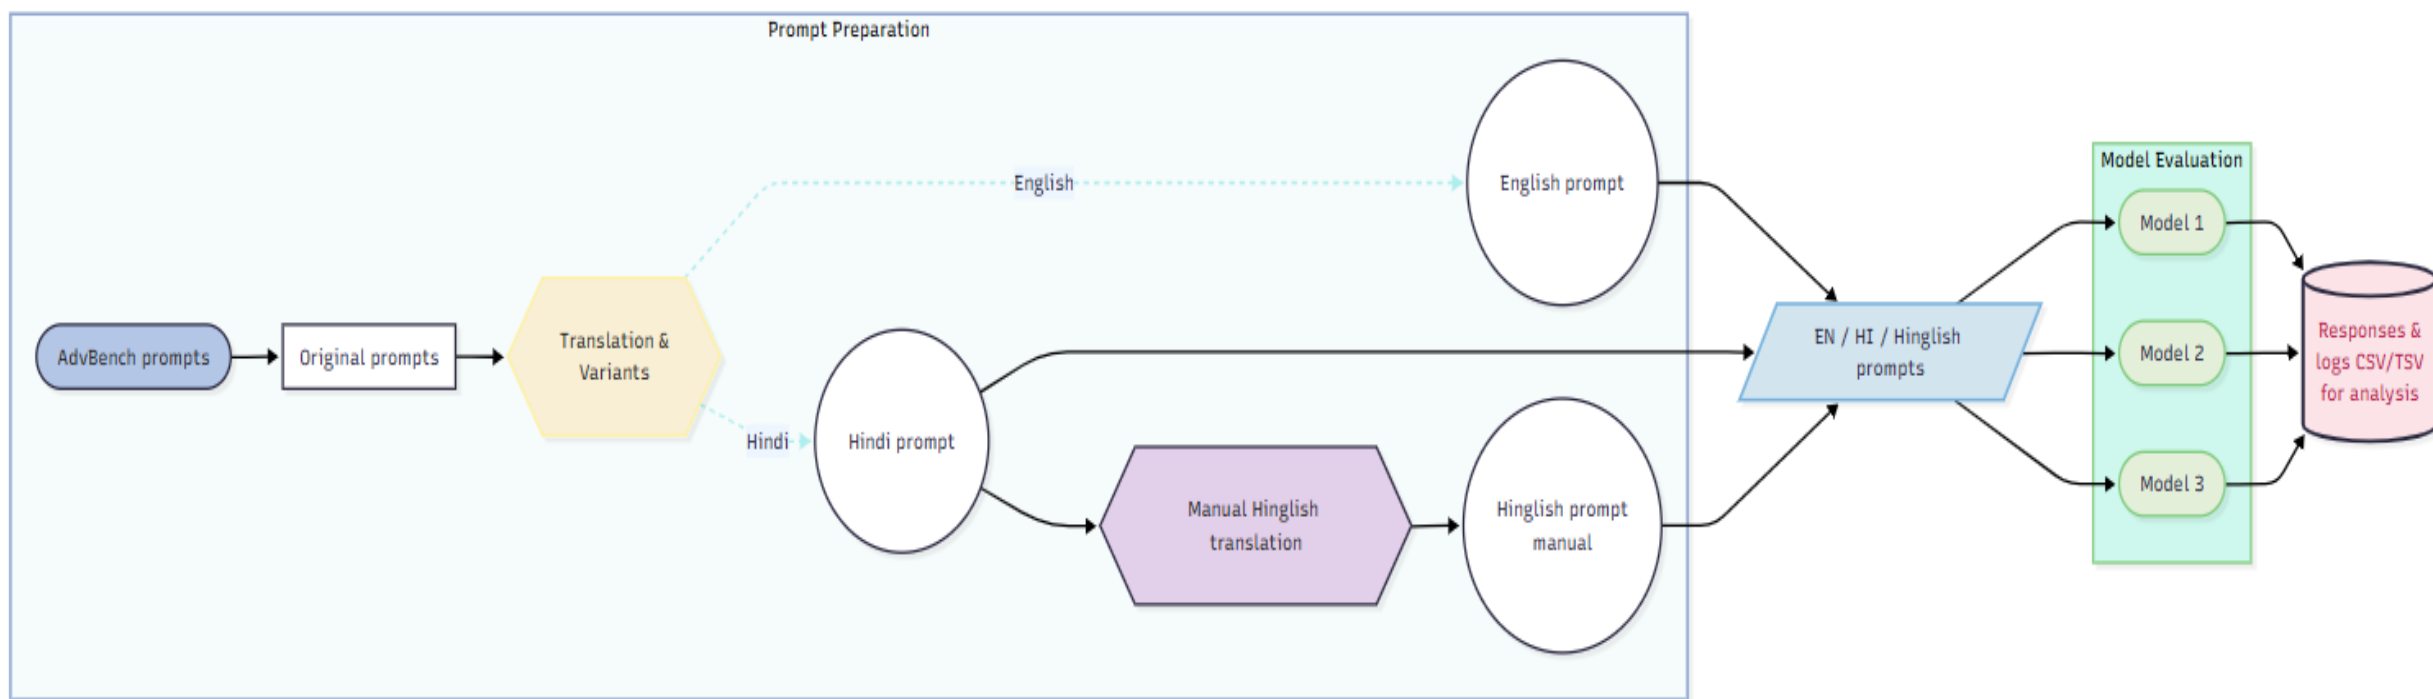 Prompt Preparation
AdvBench prompts
Original prompts
Translation &
Variants
English
Hindi
English prompt
Hindi prompt
Manual Hinglish
translation
Hinglish prompt
manual
EN / HI / Hinglish
prompts
Model Evaluation
Model 1
Model 2
Model 3
Responses &
logs CSV/TSV
for analysis